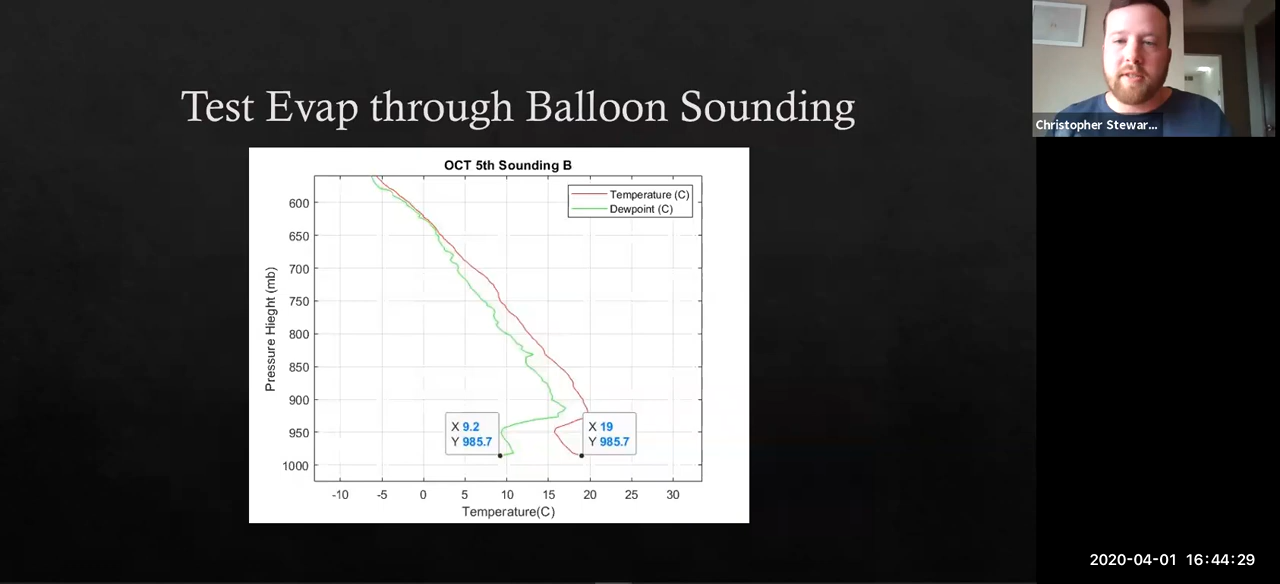 Test Evap through Balloon Sounding
Christopher Stewar...
OCT 5th Sounding B
Temperature (C)
Dewpoint (C)
Pressure Hieght (mb)
600
650
700
750
800
850
900
950
1000
X 9.2
Y 985.7
X 19
Y 985.7
-10 -5 0 5 10 15 20 25 30
Temperature(C)
2020-04-01 16:44:29